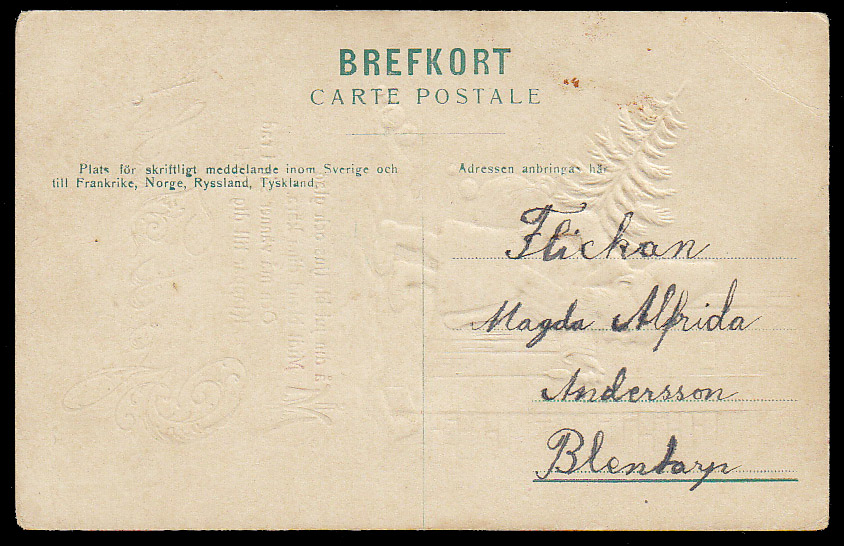 BREFKORT
CARTE POSTALE
Plats för skriftligt meddelande inom Sverige och
till Frankrike, Norge, Ryssland, Tyskland.
Adressen anbringas här
Flickan
Magda Alfrida
Andersson
Blentarp